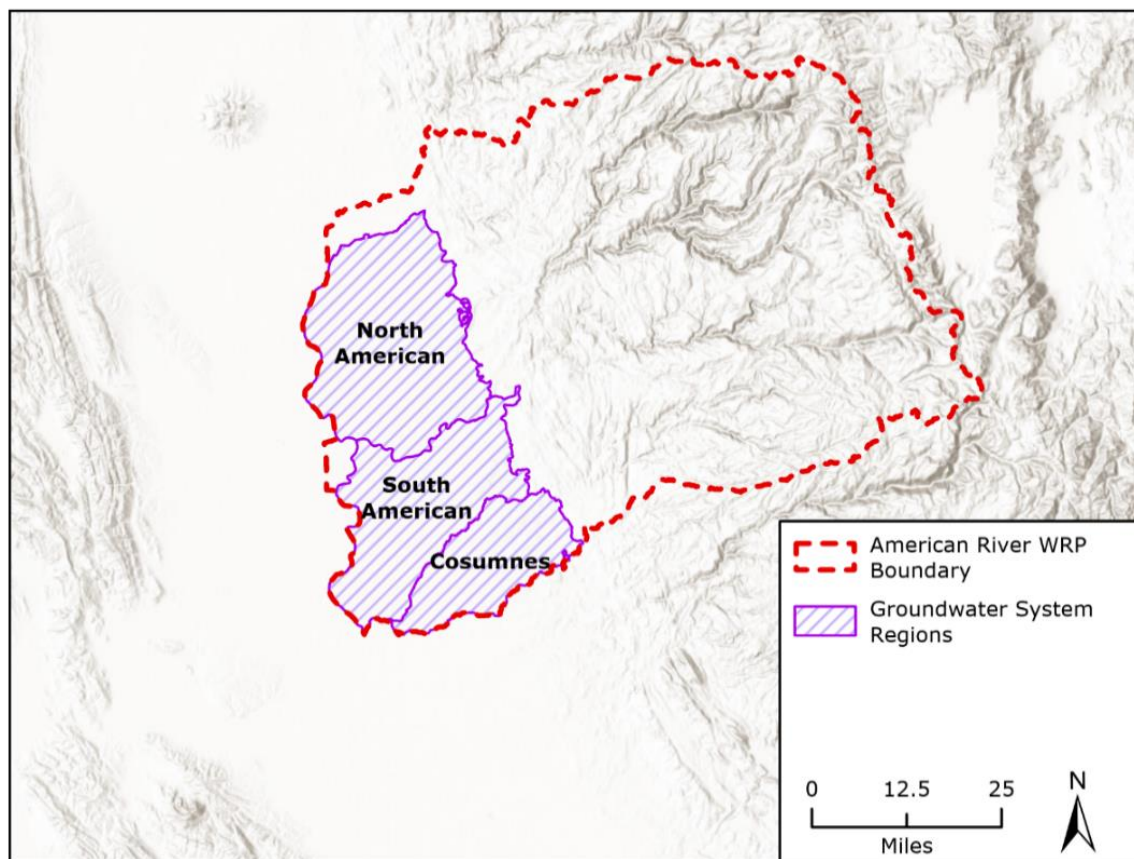 North
American
South
American
Cosumnes
American River WRP
Boundary
Groundwater System
Regions
0 12.5 25
Miles
N